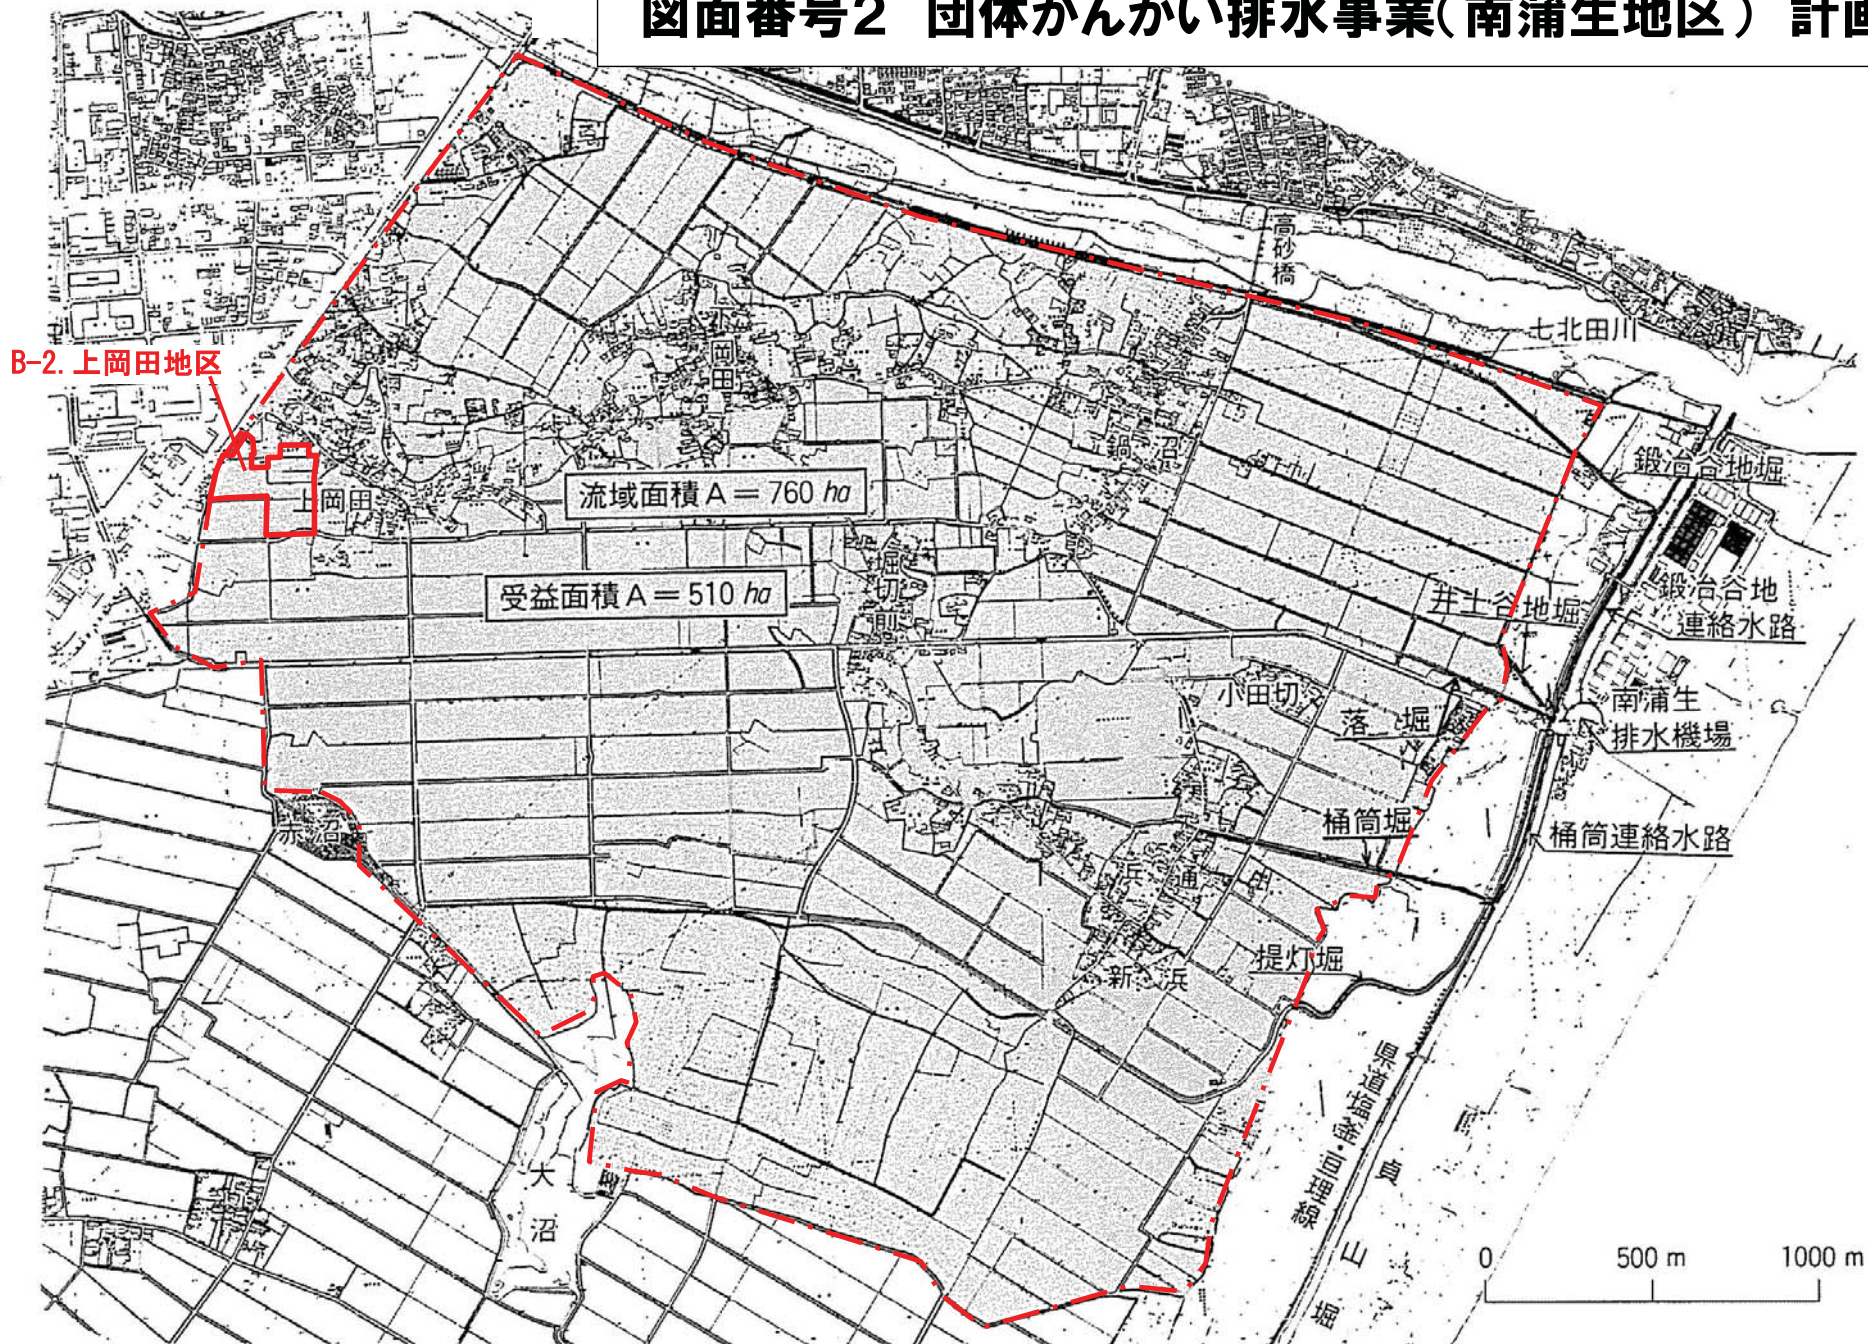 図面番号2 団体かんがい排水事業(南蒲生地区) 計画
高砂橋
七北田川
B-2. 上岡田地区
下岡田
鍋沼
鍛冶谷地堀
上岡田
流域面積A=760 ha
受益面積A=510 ha
堀切前
井土谷地堀
鍛冶谷地
連絡水路
小田切
落堀
南蒲生
排水機場
赤沼
桶筒堀
桶筒連絡水路
浜通
新浜
提灯堀
県道塩釜・亘理線
貞山堀
大沼
0 500 m 1000 m